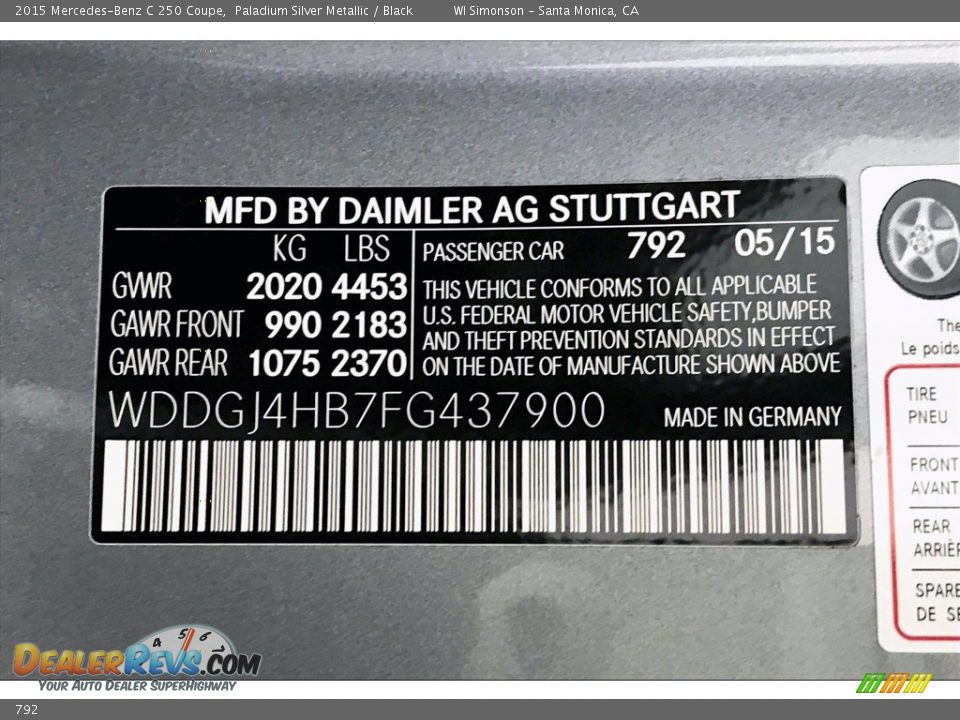 2015 Mercedes-Benz C 250 Coupe, Paladium Silver Metallic / Black WI Simonson - Santa Monica, CA
MFD BY DAIMLER AG STUTTGART
KG LBS
GVWR 2020 4453
GAWR FRONT 990 2183
GAWR REAR 1075 2370
PASSENGER CAR 792 05/15
THIS VEHICLE CONFORMS TO ALL APPLICABLE
U.S. FEDERAL MOTOR VEHICLE SAFETY,BUMPER
AND THEFT PREVENTION STANDARDS IN EFFECT
ON THE DATE OF MANUFACTURE SHOWN ABOVE
WDDGJ4HB7FG437900 MADE IN GERMANY
The
Le poids
TIRE
PNEU
FRONT
AVANT
REAR
SPARE
DE
4 5 6
DEALERREVS.COM
YOUR AUTO DEALER SUPERHIGHWAY
792